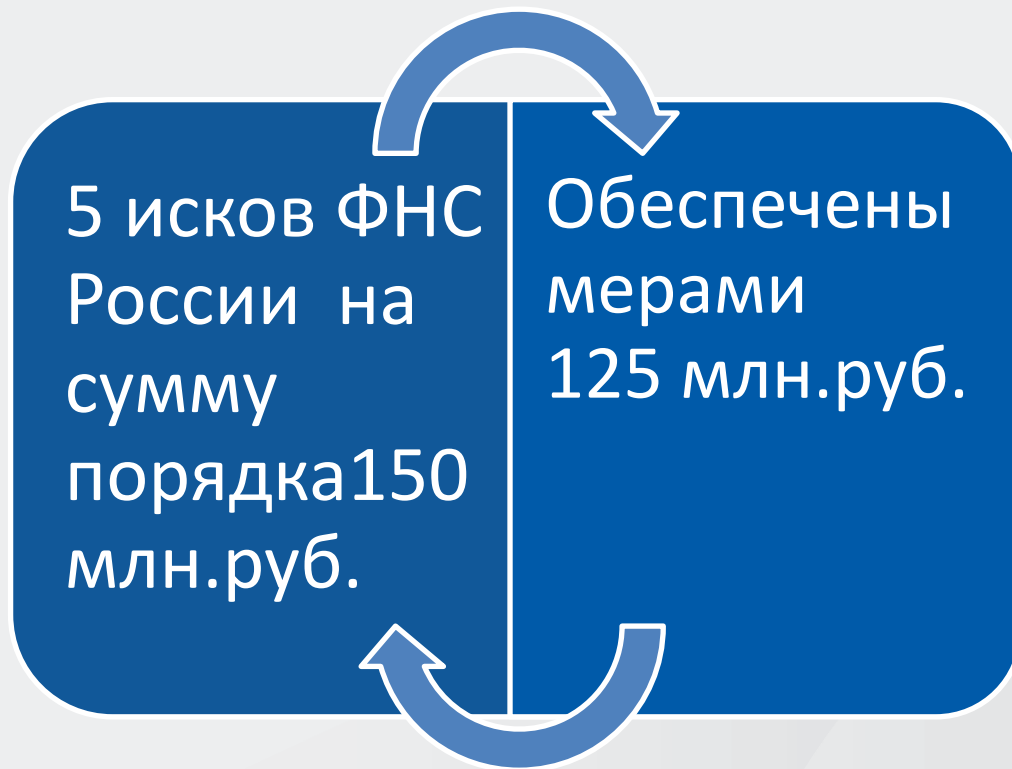 5 исков ФНС
России  на
сумму
порядка150
млн.руб.
Обеспечены
мерами
125 млн.руб.